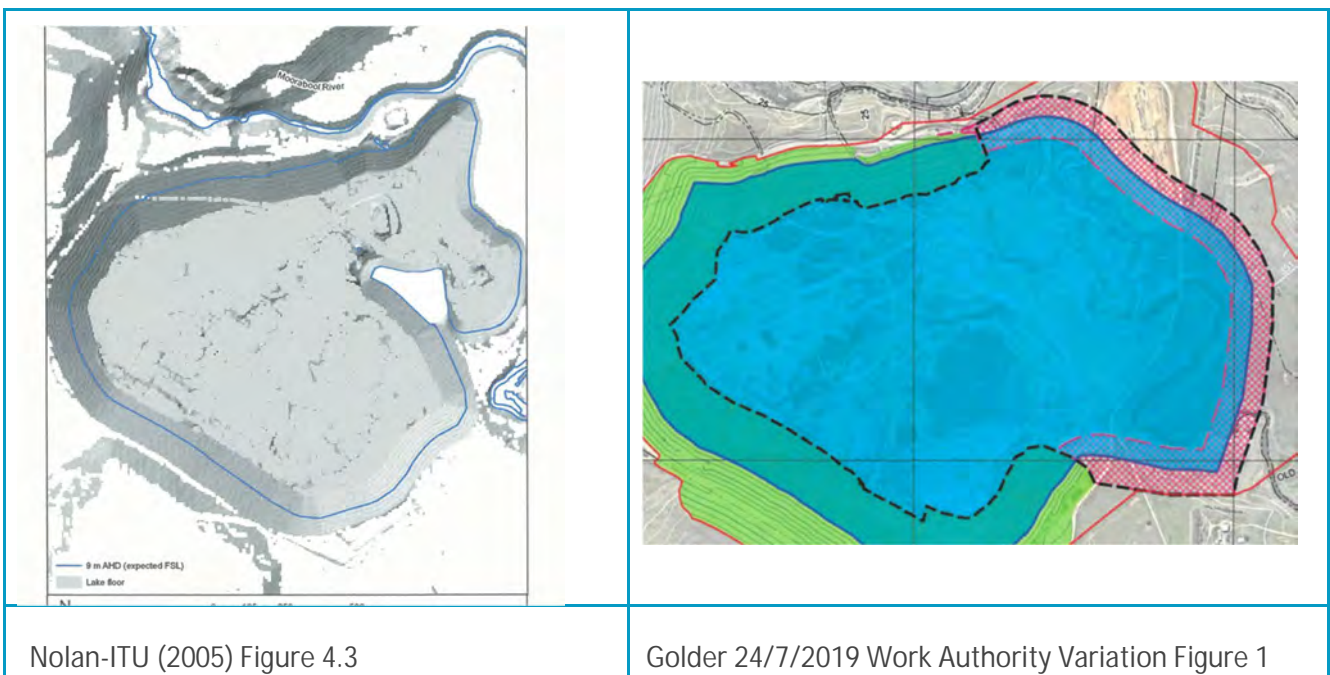 Moorabool River
9 m AHD (expected FSL)
Lake floor
N
25
OLD
Nolan-ITU (2005) Figure 4.3
Golder 24/7/2019 Work Authority Variation Figure 1